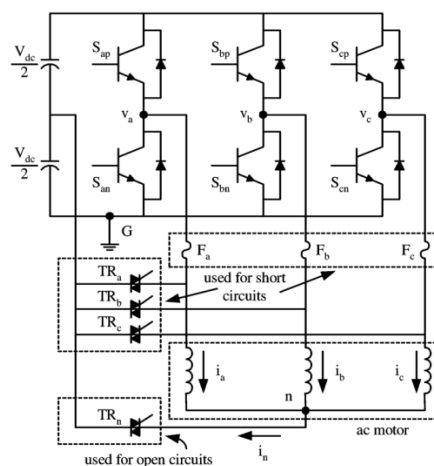 V_dc
2
S_ap
S_bp
S_cp
v_a
v_b
v_c
V_dc
2
S_an
S_bn
S_cn
G
F_a
F_b
F_c
TR_a
used for short
circuits
TR_b
TR_c
i_a
n
i_b
i_c
ac motor
TR_n
i_n
used for open circuits